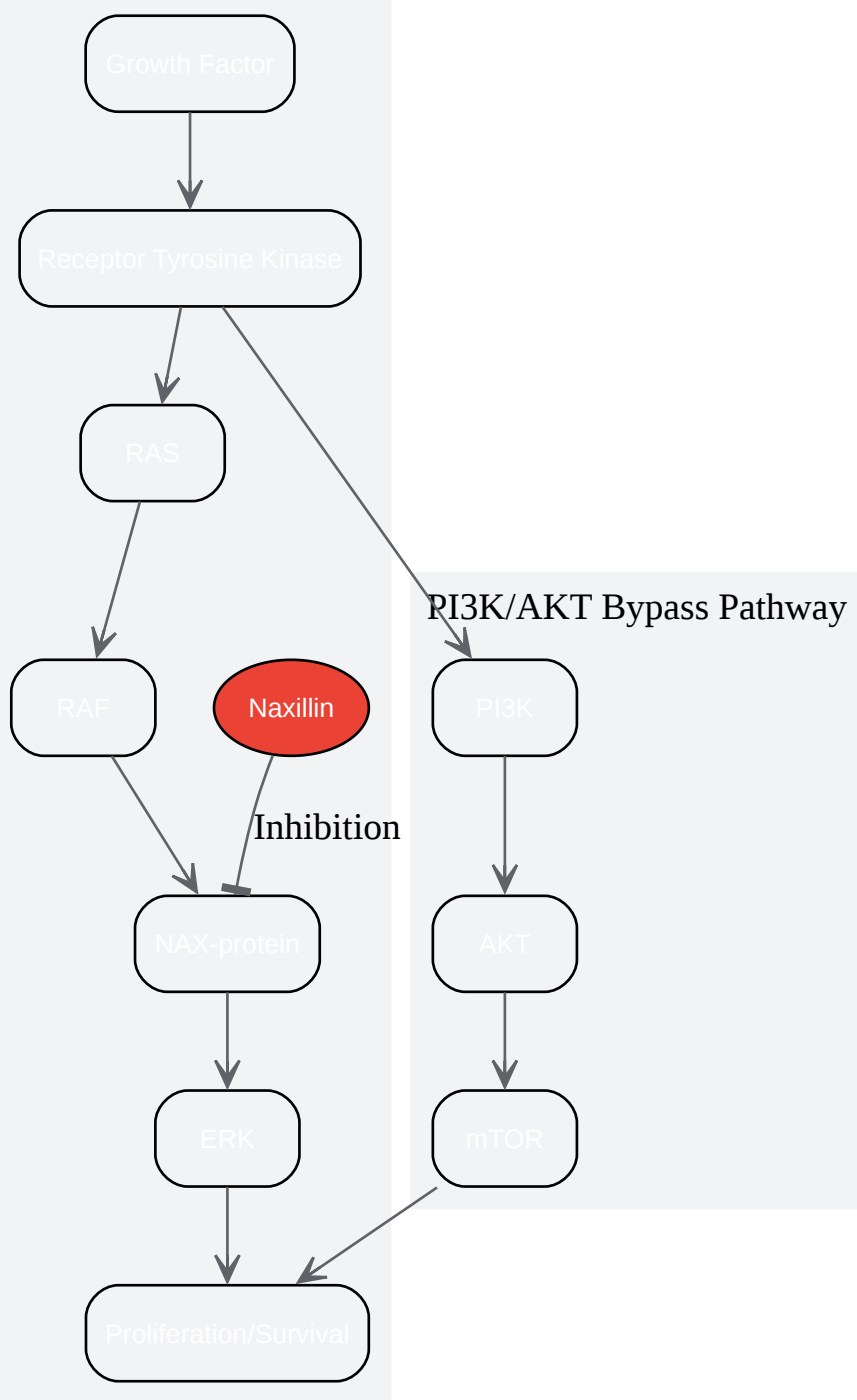 Growth Factor
Receptor Tyrosine Kinase
RAS
PI3K/AKT Bypass Pathway
RAF
Naxillin
PI3K
Inhibition
NAX-protein
AKT
ERK
mTOR
Proliferation/Survival